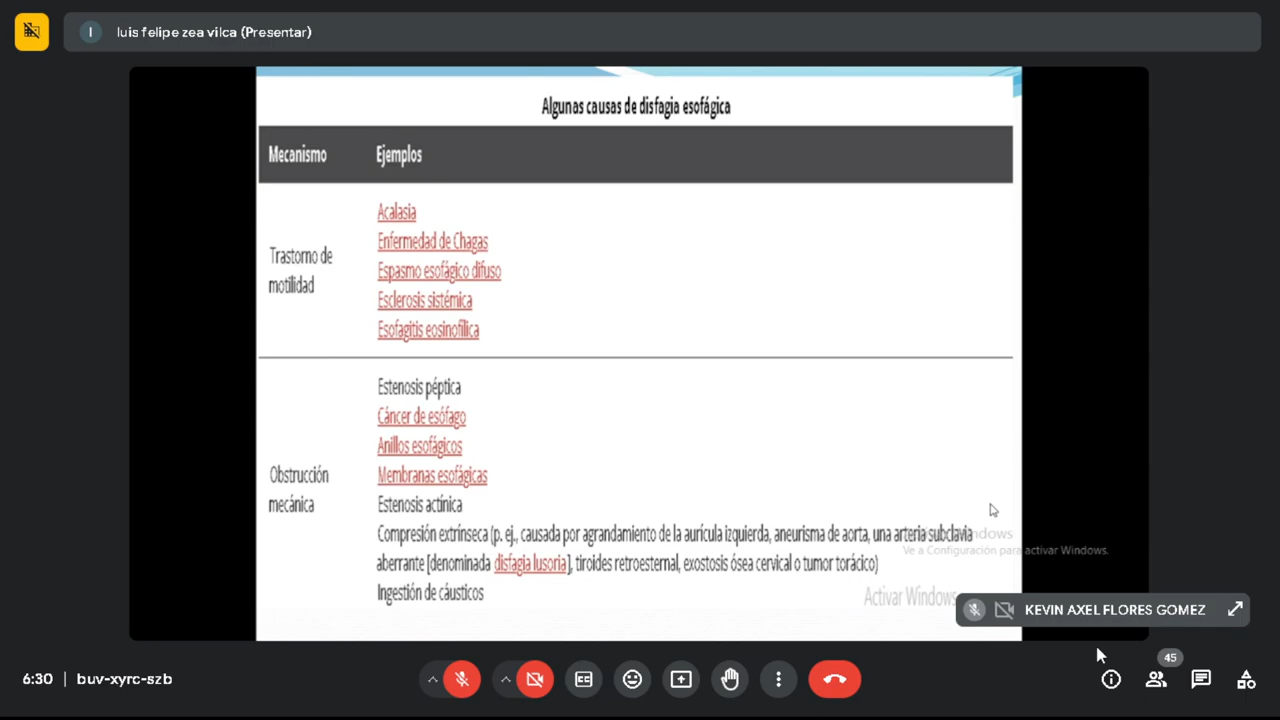 I luis felipe zea vilca (Presentar)
Algunas causas de disfagia esofágica
Mecanismo Ejemplos
Trastorno de
motilidad
Acalasia
Enfermedad de Chagas
Espasmo esofágico difuso
Esclerosis sistémica
Esofagitis eosinofílica
Obstrucción
mecánica
Estenosis péptica
Cáncer de esófago
Anillos esofágicos
Membranas esofágicas
Estenosis actínica
Compresión extrínseca (p. ej., causada por agrandamiento de la aurícula izquierda, aneurisma de aorta, una arteria subclavia
aberrante [denominada disfagia lusoria], tiroides retroesternal, exostosis ósea cervical o tumor torácico)
Ingestión de cáusticos
Windows
Ve a Configuración para activar Windows.
Activar Windows
KEVIN AXEL FLORES GOMEZ
6:30 | buv-xyrc-szb
45